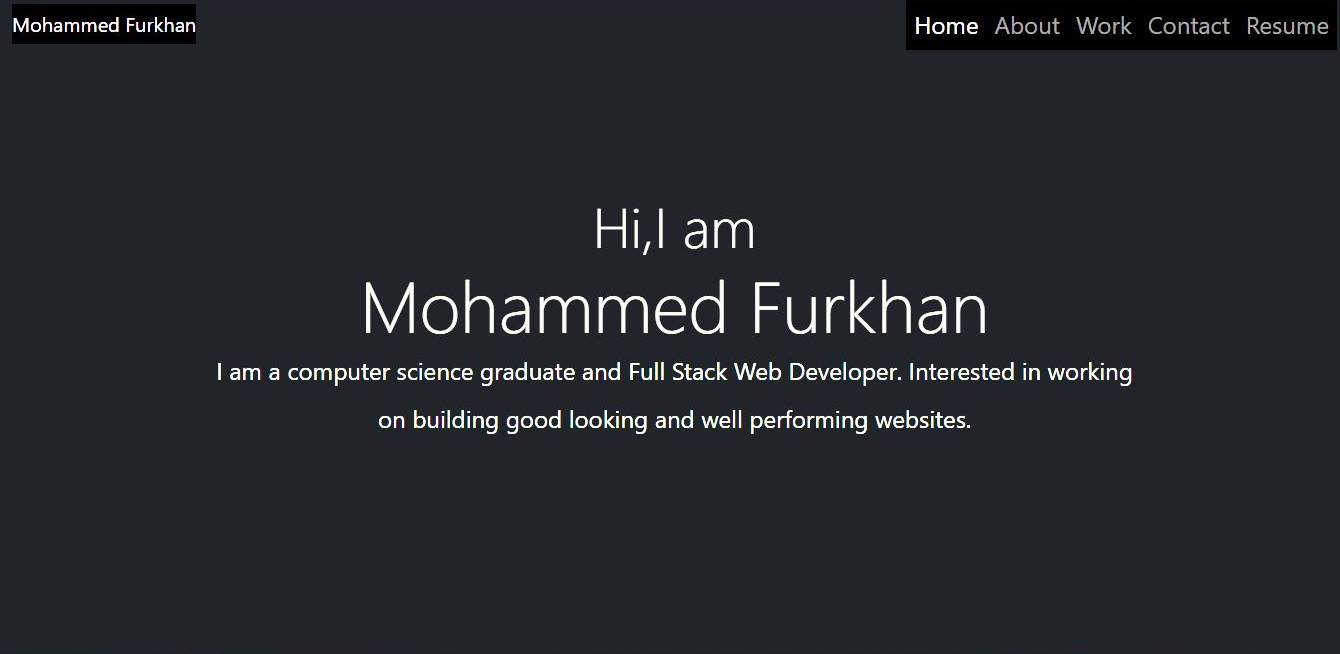 Mohammed Furkhan
Home About Work Contact Resume
Hi,I am
Mohammed Furkhan
I am a computer science graduate and Full Stack Web Developer. Interested in working
on building good looking and well performing websites.